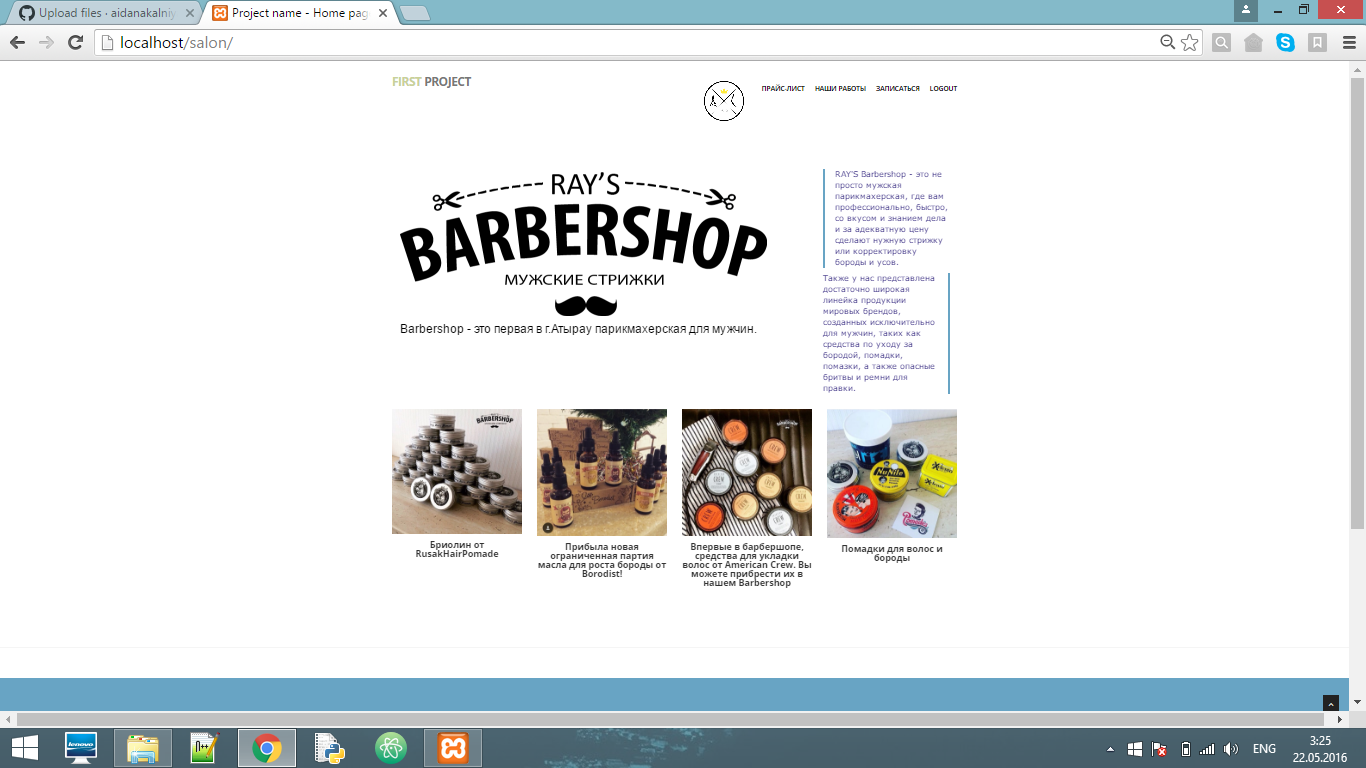 Upload files · aidanakalniy
Project name - Home pag
localhost/salon/
FIRST PROJECT
ПРАЙС-ЛИСТ НАШИ РАБОТЫ ЗАПИСАТЬСЯ LOGOUT
RAY'S
BARBERSHOP
МУЖСКИЕ СТРИЖКИ
Barbershop - это первая в г.Атырау парикмахерская для мужчин.
RAY'S Barbershop - это не
просто мужская
парикмахерская, где вам
профессионально, быстро,
со вкусом и знанием дела
и за адекватную цену
сделают нужную стрижку
или корректировку
бороды и усов.
Также у нас представлена
достаточно широкая
линейка продукции
мировых брендов,
созданных исключительно
для мужчин, таких как
средства по уходу за
бородой, помадки,
помазки, а также опасные
бритвы и ремни для
правки.
BARBERSHOP
Бриолин от
RusakHairPomade
Прибыла новая
ограниченная партия
масла для роста бороды от
Borodist!
CREW
Впервые в барбершопе,
средства для укладки
волос от American Crew. Вы
можете прибрести их в
нашем Barbershop
NuNile
Помадки для волос и
бороды
lenovo
ENG
3:25
22.05.2016